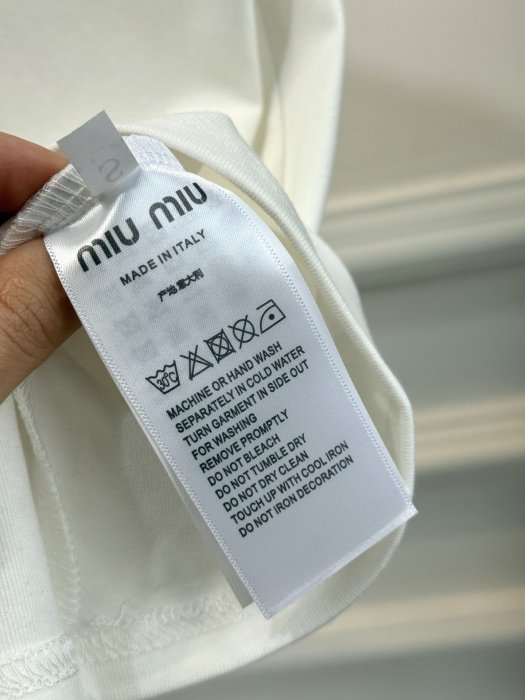 S
miu miu
MADE IN ITALY
产地 意大利
30°C
MACHINE OR HAND WASH
SEPARATELY IN COLD WATER
TURN GARMENT IN SIDE OUT
FOR WASHING
REMOVE PROMPTLY
DO NOT BLEACH
DO NOT TUMBLE DRY
DO NOT DRY CLEAN
TOUCH UP WITH COOL IRON
DO NOT IRON DECORATION